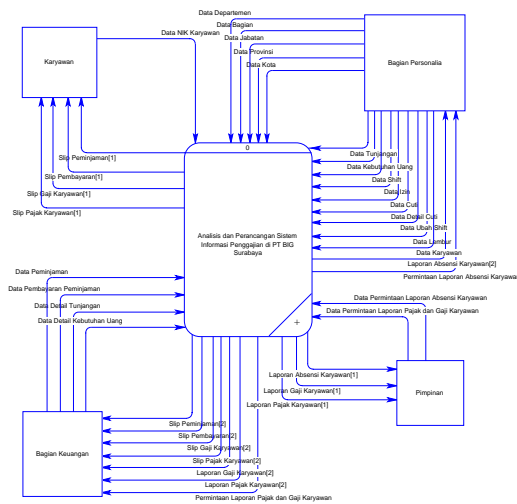 Data Departemen
Data Bagian
Data Jabatan
Data Provinsi
Data Kota
Data NIK Karyawan
Karyawan
Bagian Personalia
Slip Peminjaman[1]
Slip Pembayaran[1]
Slip Gaji Karyawan[1]
Slip Pajak Karyawan[1]
0
Analisis dan Perancangan Sistem
Informasi Penggajian di PT BIG
Surabaya
+
Data Tunjangan
Data Kebutuhan Uang
Data Shift
Data Izin
Data Cuti
Data Detail Cuti
Data Ubah Shift
Data Lembur
Data Karyawan
Laporan Absensi Karyawan[2]
Permintaan Laporan Absensi Karyawa
Data Peminjaman
Data Pembayaran Peminjaman
Data Detail Tunjangan
Data Detail Kebutuhan Uang
Data Permintaan Laporan Absensi Karyawan
Data Permintaan Laporan Pajak dan Gaji Karyawan
Laporan Absensi Karyawan[1]
Laporan Gaji Karyawan[1]
Laporan Pajak Karyawan[1]
Pimpinan
Bagian Keuangan
Slip Peminjaman[2]
Slip Pembayaran[2]
Slip Gaji Karyawan[2]
Slip Pajak Karyawan[2]
Laporan Gaji Karyawan[2]
Laporan Pajak Karyawan[2]
Permintaan Laporan Pajak dan Gaji Karyawan